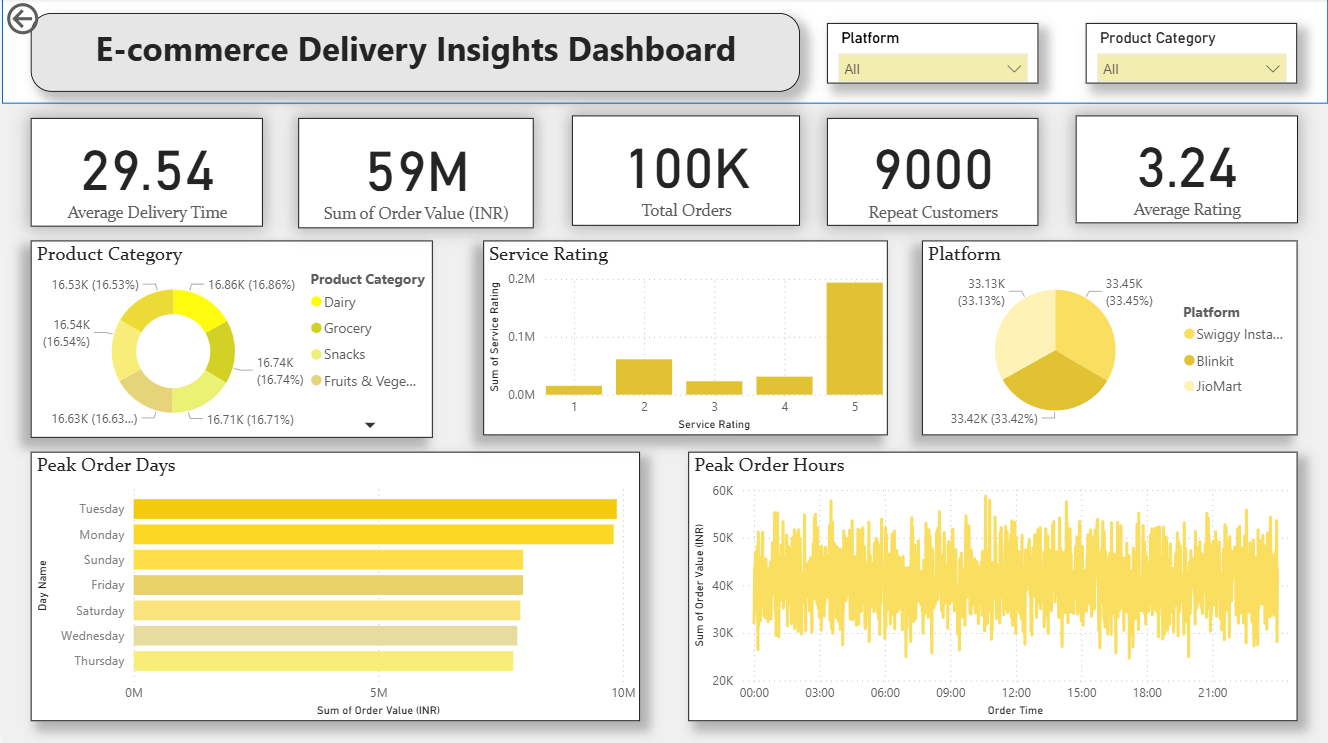 E-commerce Delivery Insights Dashboard
Platform
All
Product Category
All
29.54
Average Delivery Time
59M
Sum of Order Value (INR)
100K
Total Orders
9000
Repeat Customers
3.24
Average Rating
Product Category
16.53K (16.53%)
16.86K (16.86%)
16.54K
(16.54%)
16.74K
(16.74%)
16.63K (16.63...)
16.71K (16.71%)
Product Category
Dairy
Grocery
Snacks
Fruits & Vege...
Service Rating
Sum of Service Rating
0.2M
0.1M
0.0M
1 2 3 4 5
Service Rating
Platform
33.13K
(33.13%)
33.45K
(33.45%)
33.42K (33.42%)
Platform
Swiggy Insta...
Blinkit
JioMart
Peak Order Days
Day Name
Tuesday
Monday
Sunday
Friday
Saturday
Wednesday
Thursday
0M 5M 10M
Sum of Order Value (INR)
Peak Order Hours
Sum of Order Value (INR)
60K
50K
40K
30K
20K
00:00 03:00 06:00 09:00 12:00 15:00 18:00 21:00
Order Time